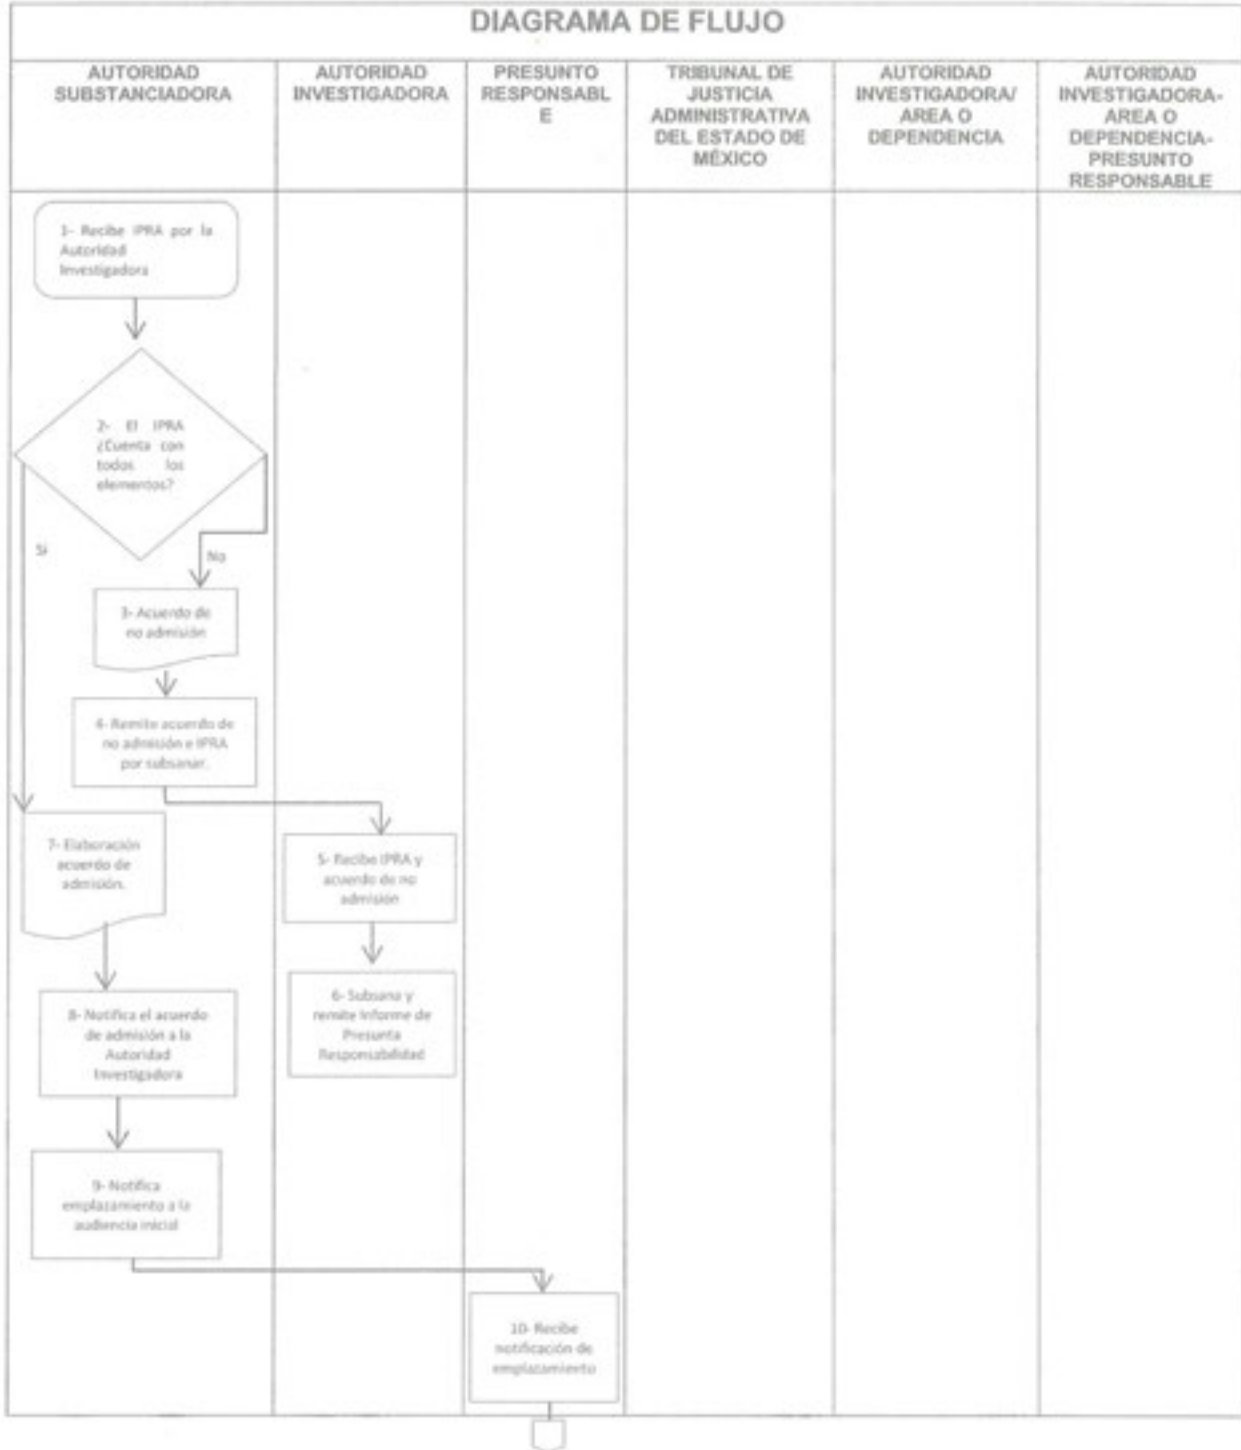 DIAGRAMA DE FLUJO
AUTORIDAD
SUBSTANCIADORA
AUTORIDAD
INVESTIGADORA
PRESUNTO
RESPONSABL
E
TRIBUNAL DE
JUSTICIA
ADMINISTRATIVA
DEL ESTADO DE
MÉXICO
AUTORIDAD
INVESTIGADORA/
AREA O
DEPENDENCIA
AUTORIDAD
INVESTIGADORA-
AREA O
DEPENDENCIA-
PRESUNTO
RESPONSABLE
1- Recibe IPRA por la
Autoridad
Investigadora
2- El IPRA
¿Cuenta con
todos los
elementos?
Si
No
3- Acuerdo de
no admisión
4- Remite acuerdo de
no admisión e IPRA
por subsanar.
5- Recibe IPRA y
acuerdo de no
admisión
6- Subsana y
remite Informe de
Presunta
Responsabilidad
7- Elaboración
acuerdo de
admisión.
8- Notifica el acuerdo
de admisión a la
Autoridad
Investigadora
9- Notifica
emplazamiento a la
audiencia inicial
10- Recibe
notificación de
emplazamiento